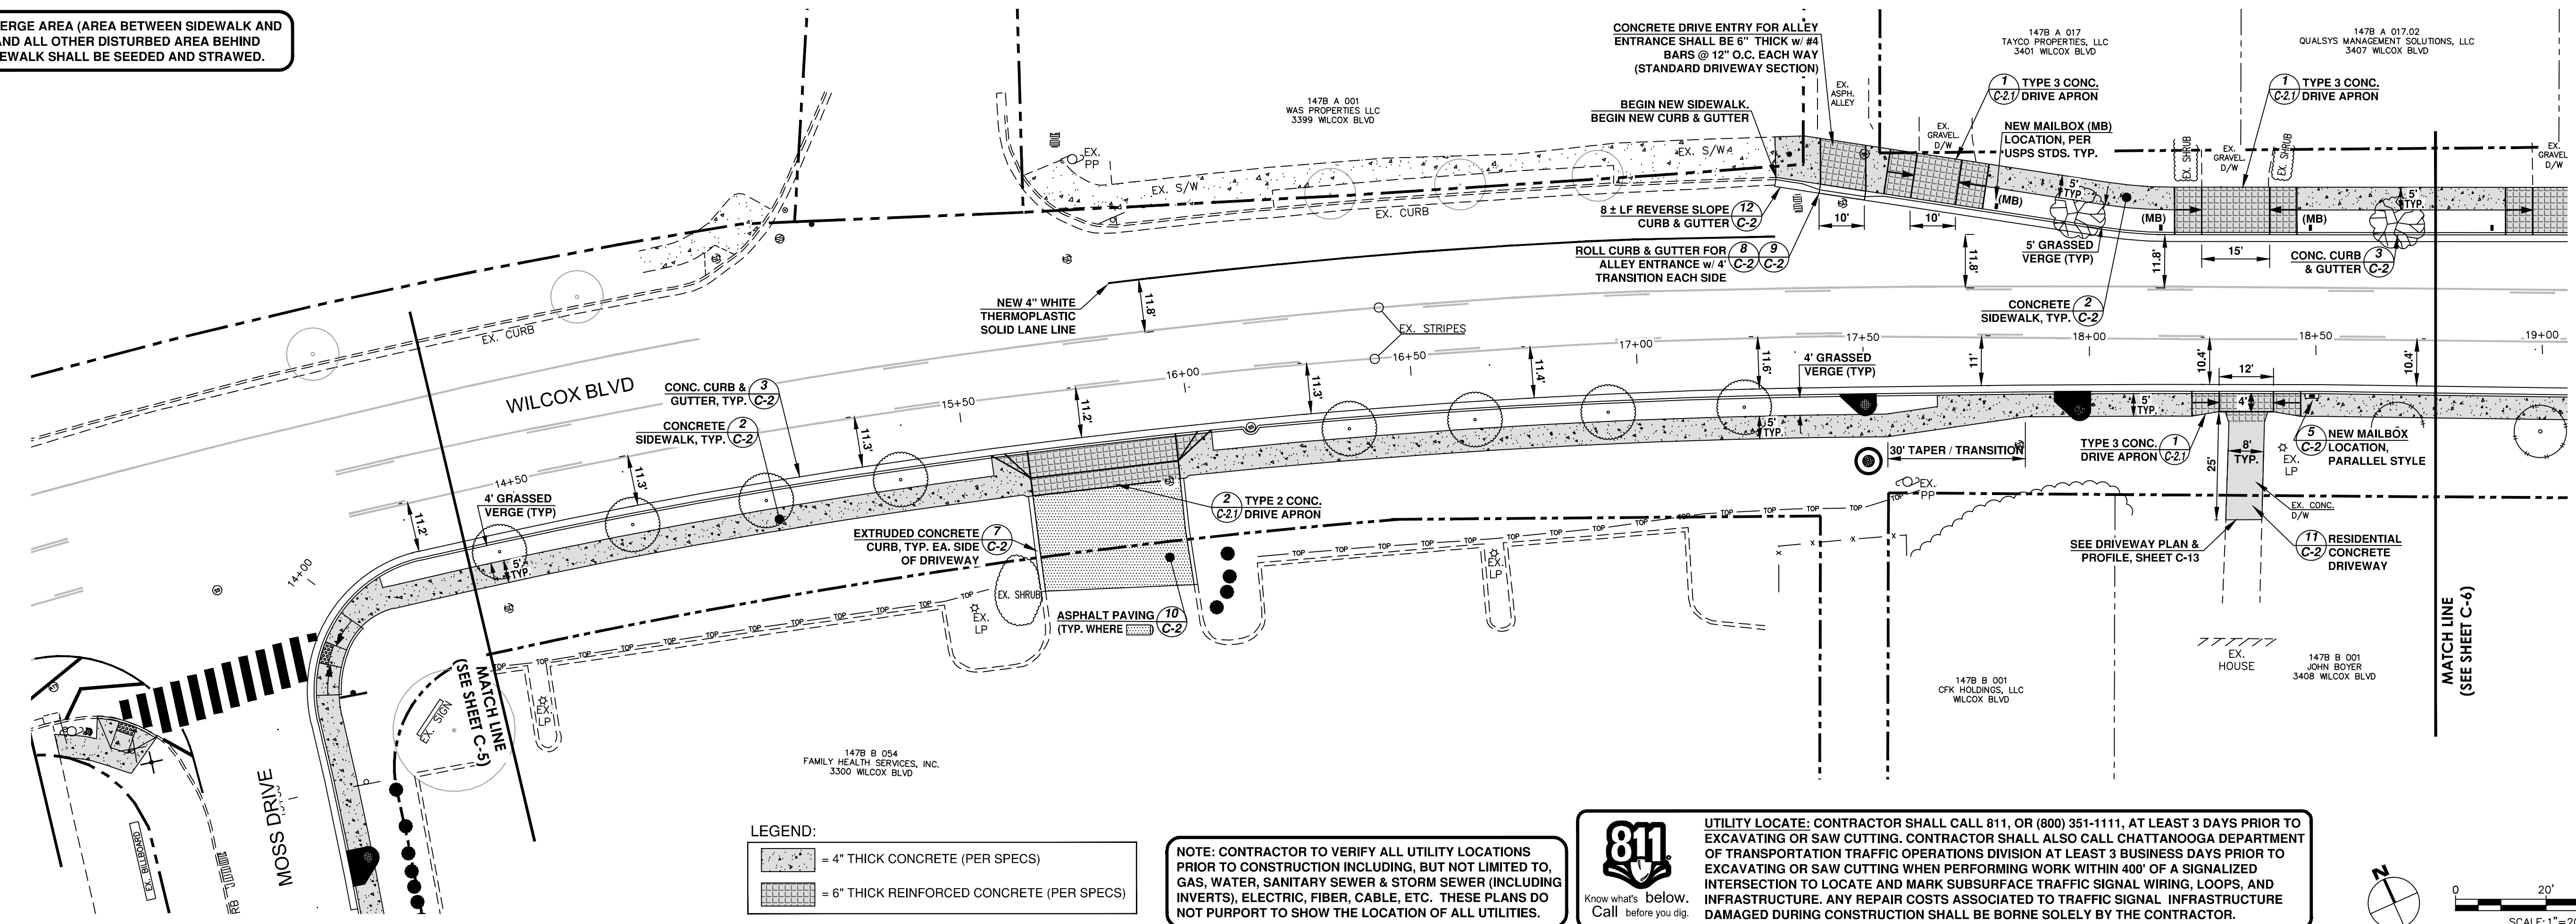 ERGE AREA (AREA BETWEEN SIDEWALK AND
AND ALL OTHER DISTURBED AREA BEHIND
EWALK SHALL BE SEEDED AND STRAWED.
CONCRETE DRIVE ENTRY FOR ALLEY
ENTRANCE SHALL BE 6" THICK w/ #4
BARS @ 12" O.C. EACH WAY
(STANDARD DRIVEWAY SECTION)
147B A 017
TAYCO PROPERTIES, LLC
3401 WILCOX BLVD
147B A 017.02
QUALSYS MANAGEMENT SOLUTIONS, LLC
3407 WILCOX BLVD
EX.
ASPH.
ALLEY
1
C-2.1
TYPE 3 CONC.
DRIVE APRON
1
C-2.1
TYPE 3 CONC.
DRIVE APRON
147B A 001
WAS PROPERTIES LLC
3399 WILCOX BLVD
BEGIN NEW SIDEWALK.
BEGIN NEW CURB & GUTTER
EX.
GRAVEL.
D/W
NEW MAILBOX (MB)
LOCATION, PER
USPS STDS. TYP.
EX. SHRUB
EX.
GRAVEL.
D/W
EX. SHRUB
EX.
GRAVEL
D/W
EX.
PP
EX. S/W
EX. S/W
EX. CURB
8 ± LF REVERSE SLOPE
CURB & GUTTER
12
C-2
10'
10'
(MB)
5'
TYP.
(MB)
(MB)
5'
TYP.
15'
ROLL CURB & GUTTER FOR
ALLEY ENTRANCE w/ 4'
TRANSITION EACH SIDE
8
C-2
9
C-2
11.8'
5' GRASSED
VERGE (TYP)
11.8'
CONC. CURB
& GUTTER
3
C-2
NEW 4" WHITE
THERMOPLASTIC
SOLID LANE LINE
11.8'
EX. STRIPES
CONCRETE
SIDEWALK, TYP.
2
C-2
EX. CURB
WILCOX BLVD
14+00
14+50
15+50
16+00
16+50
17+00
17+50
18+00
18+50
19+00
CONC. CURB &
GUTTER, TYP.
3
C-2
CONCRETE
SIDEWALK, TYP.
2
C-2
11.2'
11.3'
11.3'
11.2'
11.3'
11.4'
11.6'
11'
10.4'
12'
10.4'
4' GRASSED
VERGE (TYP)
4' GRASSED
VERGE (TYP)
5'
TYP.
5'
TYP.
5'
TYP.
4'
30' TAPER / TRANSITION
TYPE 3 CONC.
DRIVE APRON
1
C-2.1
8'
TYP.
25'
5
C-2
NEW MAILBOX
LOCATION,
PARALLEL STYLE
EX.
LP
2
C-2.1
TYPE 2 CONC.
DRIVE APRON
EX.
PP
EX. CONC.
D/W
EXTRUDED CONCRETE
CURB, TYP. EA. SIDE
OF DRIVEWAY
7
C-2
SEE DRIVEWAY PLAN &
PROFILE, SHEET C-13
11
C-2
RESIDENTIAL
CONCRETE
DRIVEWAY
EX. SHRUB
EX.
LP
ASPHALT PAVING
(TYP. WHERE
)
10
C-2
EX.
LP
TOP TOP TOP TOP TOP TOP TOP TOP
TOP TOP TOP TOP TOP TOP TOP TOP TOP TOP TOP
X X X X
MATCH LINE
(SEE SHEET C-5)
MATCH LINE
(SEE SHEET C-6)
EX. SIGN
EX.
LP
EX.
HOUSE
147B B 001
JOHN BOYER
3408 WILCOX BLVD
147B B 001
CFK HOLDINGS, LLC
WILCOX BLVD
147B B 054
FAMILY HEALTH SERVICES, INC.
3300 WILCOX BLVD
MOSS DRIVE
EX. BILLBOARD
LEGEND:
= 4" THICK CONCRETE (PER SPECS)
= 6" THICK REINFORCED CONCRETE (PER SPECS)
NOTE: CONTRACTOR TO VERIFY ALL UTILITY LOCATIONS
PRIOR TO CONSTRUCTION INCLUDING, BUT NOT LIMITED TO,
GAS, WATER, SANITARY SEWER & STORM SEWER (INCLUDING
INVERTS), ELECTRIC, FIBER, CABLE, ETC. THESE PLANS DO
NOT PURPORT TO SHOW THE LOCATION OF ALL UTILITIES.
811
Know what's below.
Call before you dig.
UTILITY LOCATE: CONTRACTOR SHALL CALL 811, OR (800) 351-1111, AT LEAST 3 DAYS PRIOR TO
EXCAVATING OR SAW CUTTING. CONTRACTOR SHALL ALSO CALL CHATTANOOGA DEPARTMENT
OF TRANSPORTATION TRAFFIC OPERATIONS DIVISION AT LEAST 3 BUSINESS DAYS PRIOR TO
EXCAVATING OR SAW CUTTING WHEN PERFORMING WORK WITHIN 400' OF A SIGNALIZED
INTERSECTION TO LOCATE AND MARK SUBSURFACE TRAFFIC SIGNAL WIRING, LOOPS, AND
INFRASTRUCTURE. ANY REPAIR COSTS ASSOCIATED TO TRAFFIC SIGNAL INFRASTRUCTURE
DAMAGED DURING CONSTRUCTION SHALL BE BORNE SOLELY BY THE CONTRACTOR.
N
0
20'